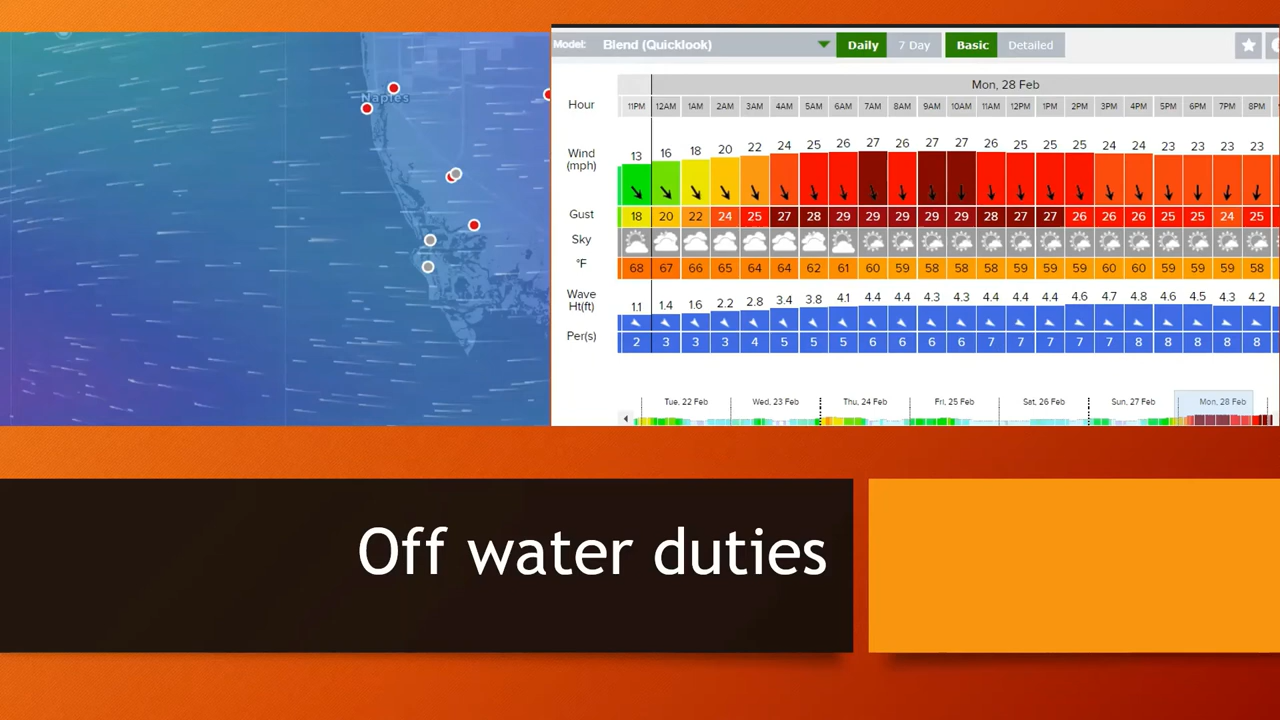 Naples
Model: Blend (Quicklook) Daily 7 Day Basic Detailed
Mon, 28 Feb
Hour 11PM 12AM 1AM 2AM 3AM 4AM 5AM 6AM 7AM 8AM 9AM 10AM 11AM 12PM 1PM 2PM 3PM 4PM 5PM 6PM 7PM 8PM
Wind (mph) 13 16 18 20 22 24 25 26 27 26 27 27 26 25 25 25 24 24 23 23 23 23
Gust 18 20 22 24 25 27 28 29 29 29 29 29 28 27 27 26 26 26 25 25 24 25
Sky
°F 68 67 66 65 64 64 62 61 60 59 58 58 58 59 59 59 60 60 59 59 59 58
Wave Ht(ft) 1.1 1.4 1.6 2.2 2.8 3.4 3.8 4.1 4.4 4.4 4.3 4.3 4.4 4.4 4.4 4.6 4.7 4.8 4.6 4.5 4.3 4.2
Per(s) 2 3 3 3 4 5 5 5 6 6 6 6 7 7 7 7 7 8 8 8 8 8
Tue, 22 Feb Wed, 23 Feb Thu, 24 Feb Fri, 25 Feb Sat, 26 Feb Sun, 27 Feb Mon, 28 Feb
Off water duties